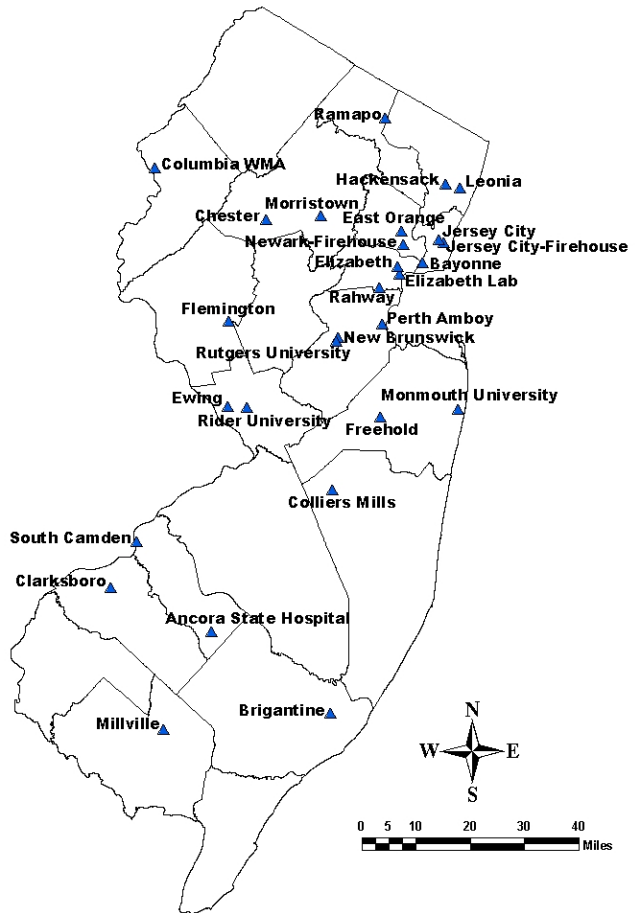 Ramapo
Columbia WMA
Hackensack
Leonia
Morristown
Chester
East Orange
Jersey City
Newark-Firehouse
Jersey City-Firehouse
Elizabeth
Bayonne
Elizabeth Lab
Rahway
Flemington
Perth Amboy
New Brunswick
Rutgers University
Ewing
Monmouth University
Rider University
Freehold
Colliers Mills
South Camden
Clarksboro
Ancora State Hospital
Brigantine
Millville
N
W E
S
0 5 10 20 30 40
Miles